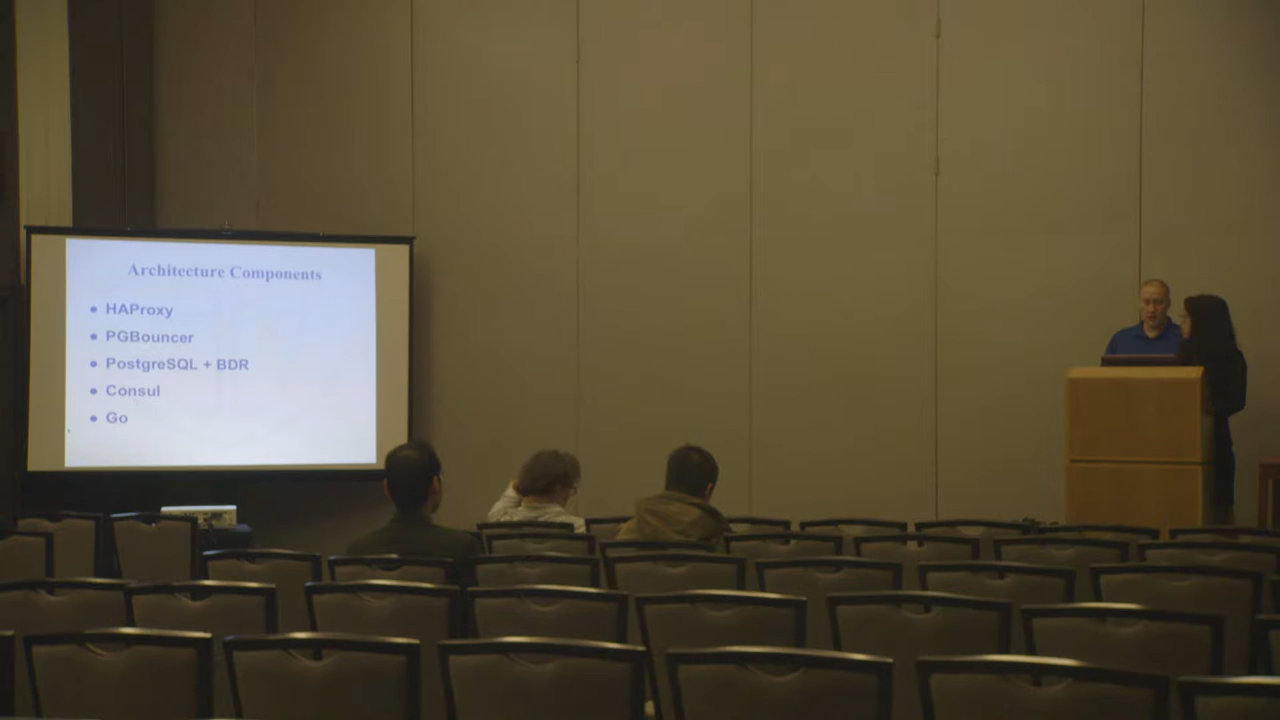 Architecture Components
HAProxy
PGBouncer
PostgreSQL + BDR
Consul
Go